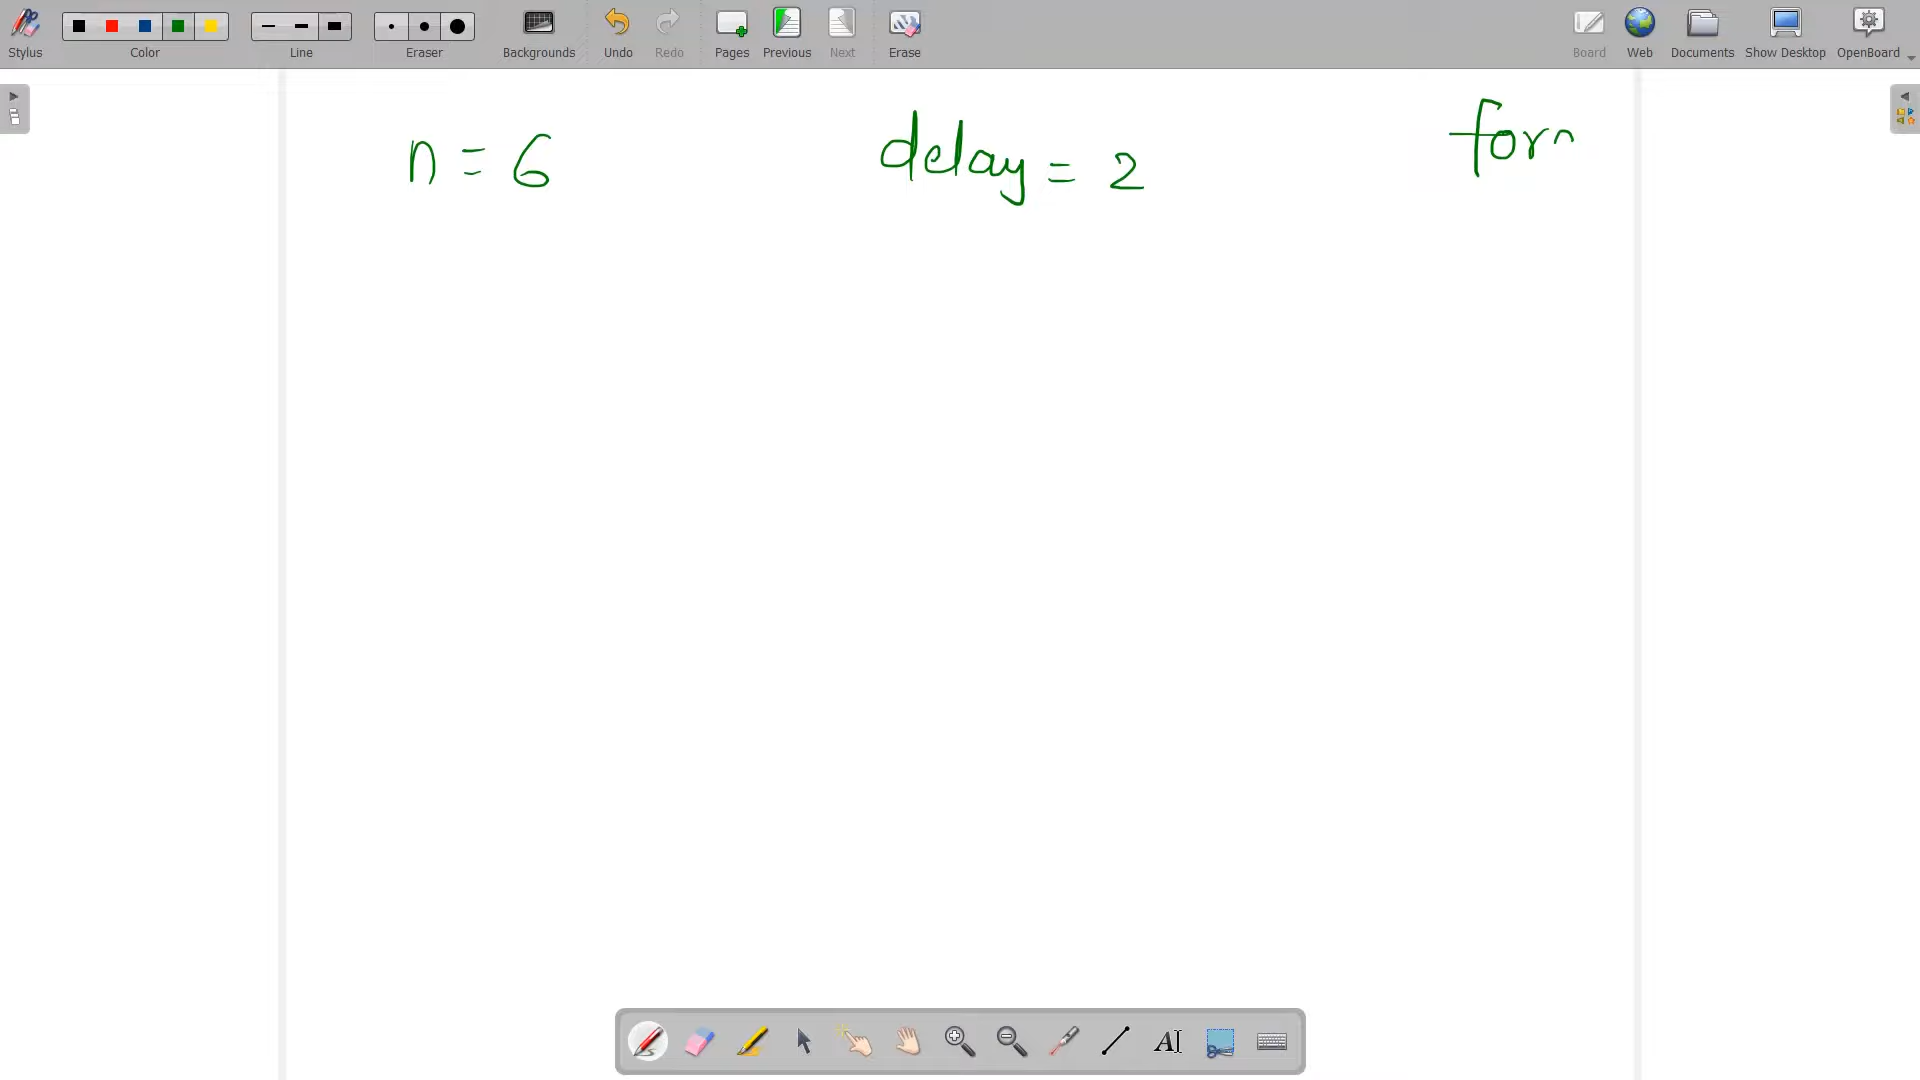 Stylus Color Line Eraser Backgrounds Undo Redo Pages Previous Next Erase Board Web Documents Show Desktop OpenBoard
n = 6 delay = 2